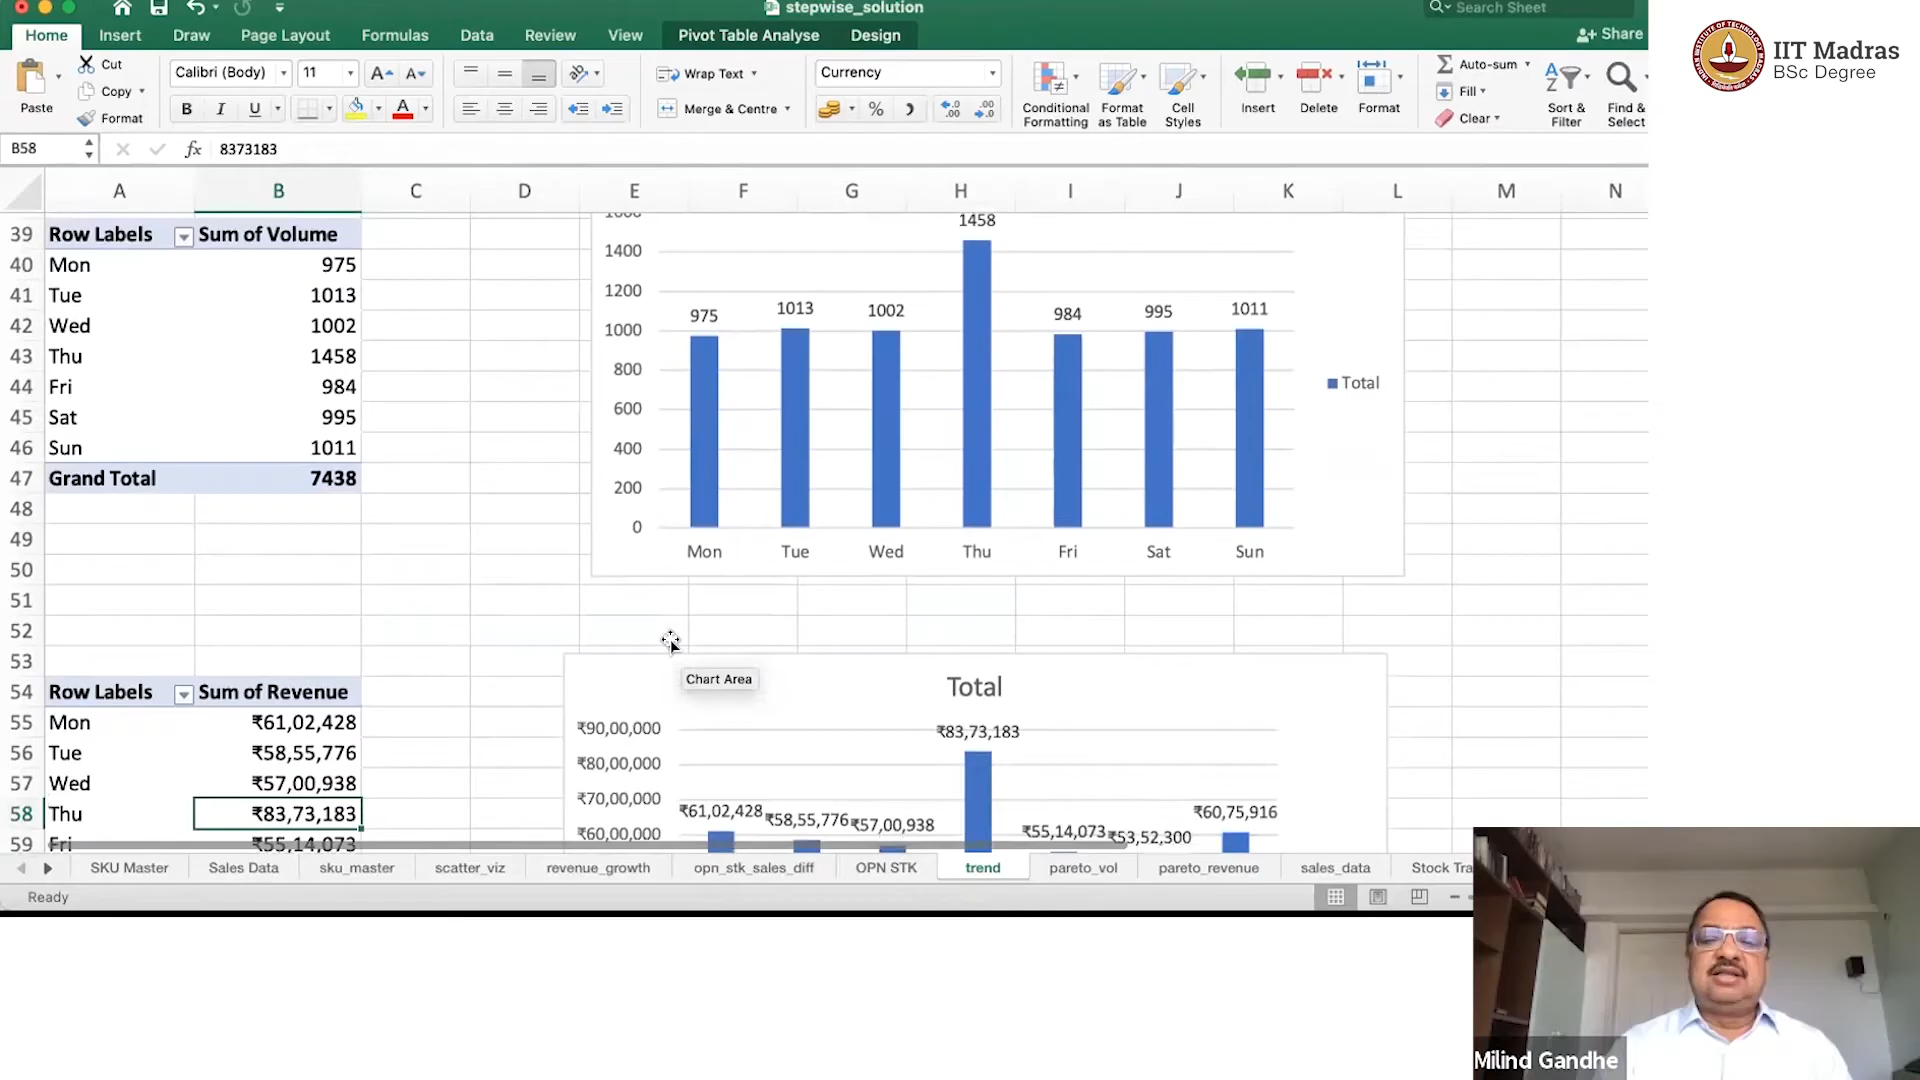 stepwise_solution
Search Sheet
Home Insert Draw Page Layout Formulas Data Review View Pivot Table Analyse Design Share
IIT Madras
BSc Degree
Paste
Cut
Copy
Format
Calibri (Body) 11
B I U
Wrap Text
Merge & Centre
Currency
Conditional Formatting
Format as Table
Cell Styles
Insert
Delete
Format
Auto-sum
Fill
Clear
Sort & Filter
Find & Select
B58 fx 8373183
A B C D E F G H I J K L M N
39 Row Labels Sum of Volume
40 Mon 975
41 Tue 1013
42 Wed 1002
43 Thu 1458
44 Fri 984
45 Sat 995
46 Sun 1011
47 Grand Total 7438
48
49
50
51
52
53
54 Row Labels Sum of Revenue
55 Mon ₹61,02,428
56 Tue ₹58,55,776
57 Wed ₹57,00,938
58 Thu ₹83,73,183
59 Fri ₹55,14,073
1600
1400
1200
1000
800
600
400
200
0
975 1013 1002 1458 984 995 1011
Mon Tue Wed Thu Fri Sat Sun
Total
Chart Area
Total
₹90,00,000
₹80,00,000
₹70,00,000
₹60,00,000
₹61,02,428 ₹58,55,776 ₹57,00,938 ₹83,73,183 ₹55,14,073 ₹53,52,300 ₹60,75,916
SKU Master Sales Data sku_master scatter_viz revenue_growth opn_stk_sales_diff OPN STK trend pareto_vol pareto_revenue sales_data Stock Tra
Ready
Milind Gandhe